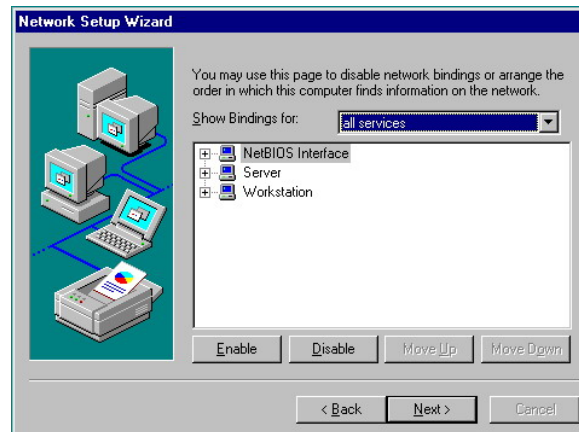 Network Setup Wizard
You may use this page to disable network bindings or arrange the
order in which this computer finds information on the network.
Show Bindings for: all services
NetBIOS Interface
Server
Workstation
Enable Disable Move Up Move Down
< Back Next > Cancel